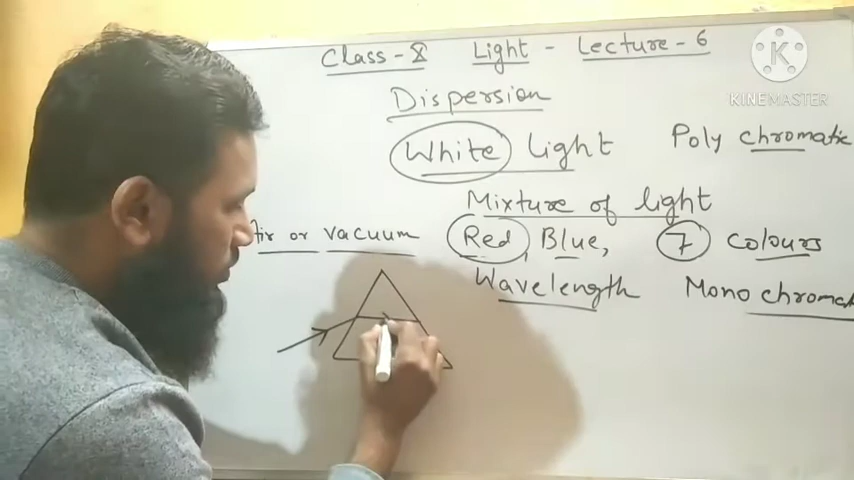 Class-X Light - Lecture-6
KINEMASTER
Dispersion
White light Poly chromatic
Mixture of light
Air or vacuum Red, Blue, 7 colours
Wavelength Mono chromat